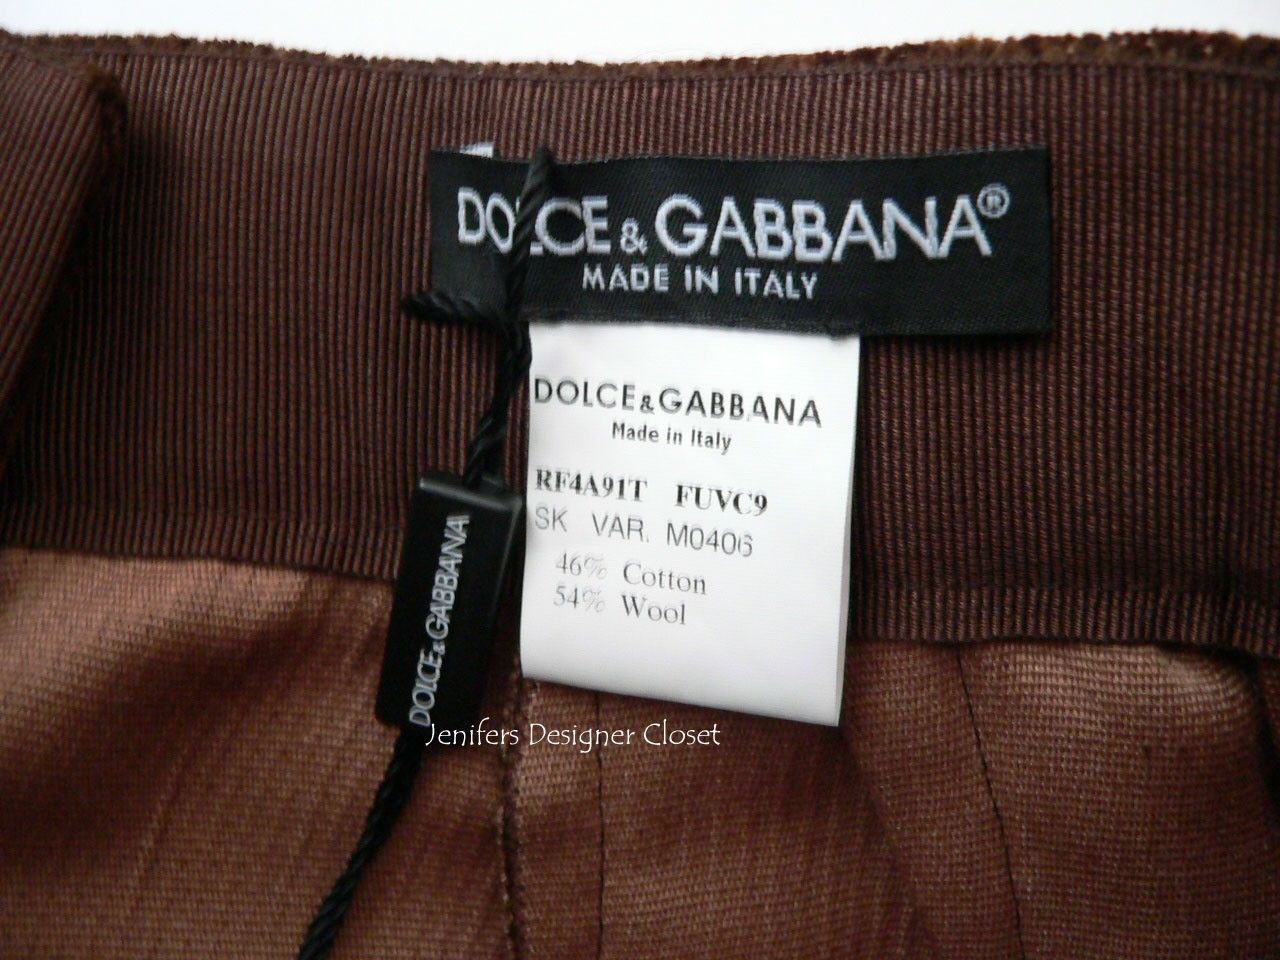 DOLCE & GABBANA®
MADE IN ITALY
DOLCE&GABBANA
Made in Italy
RF4A91T FUVC9
SK VAR. M0406
46% Cotton
54% Wool
DOLCE&GABBANA
Jenifers Designer Closet